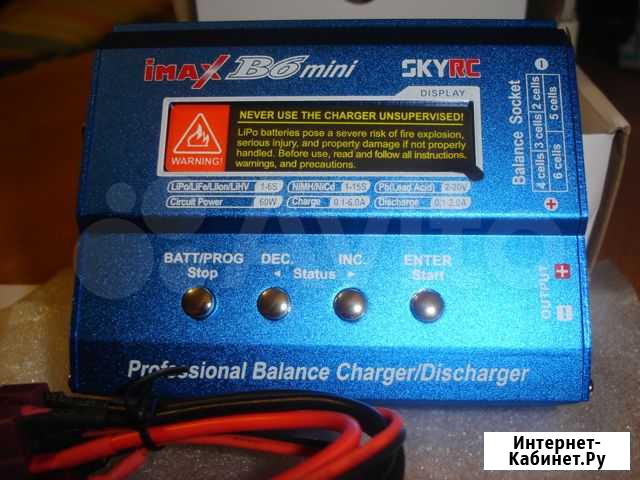 iMAX B6 mini
SKYRC
DISPLAY
NEVER USE THE CHARGER UNSUPERVISED!
LiPo batteries pose a severe risk of fire explosion,
serious injury, and property damage if not properly
handled. Before use, read and follow all instructions,
warnings, and precautions.
WARNING!
LiPo/LiFe/LiIon/LiHV 1-6S NiMH/NiCd 1-15S Pb(Lead Acid) 2-20V
Circuit Power 60W Charge 0.1-6.0A Discharge 0.1-2.0A
Balance Socket
2 cells
3 cells
4 cells
5 cells
6 cells
BATT/PROG
Stop
DEC.
Status
INC.
ENTER
Start
OUTPUT
Professional Balance Charger/Discharger
Avito
Интернет-
Кабинет.Ру